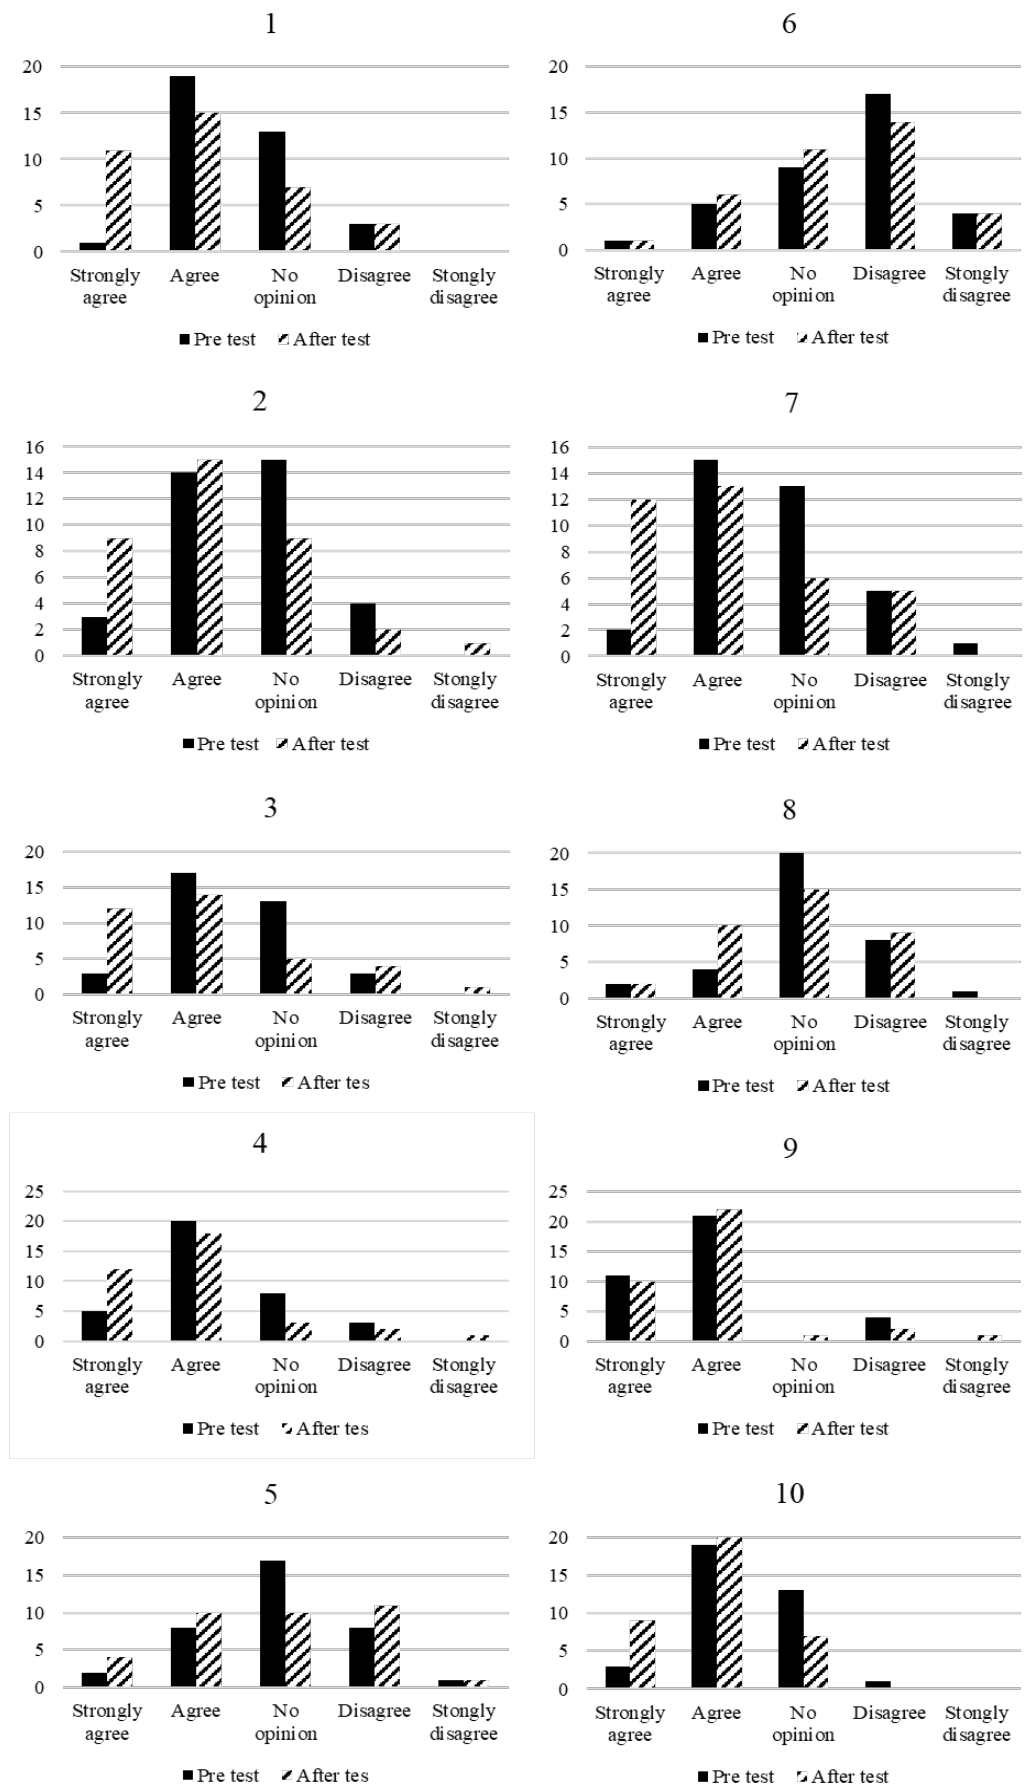 1
20
15
10
5
0
Strongly agree
Agree
No opinion
Disagree
Stongly disagree
Pre test
After test
6
20
15
10
5
0
Strongly agree
Agree
No opinion
Disagree
Stongly disagree
Pre test
After test
2
16
14
12
10
8
6
4
2
0
Strongly agree
Agree
No opinion
Disagree
Stongly disagree
Pre test
After test
7
16
14
12
10
8
6
4
2
0
Strongly agree
Agree
No opinion
Disagree
Stongly disagree
Pre test
After test
3
20
15
10
5
0
Strongly agree
Agree
No opinion
Disagree
Stongly disagree
Pre test
After tes
8
20
15
10
5
0
Strongly agree
Agree
No opinion
Disagree
Stongly disagree
Pre test
After test
4
25
20
15
10
5
0
Strongly agree
Agree
No opinion
Disagree
Stongly disagree
Pre test
After tes
9
25
20
15
10
5
0
Strongly agree
Agree
No opinion
Disagree
Stongly disagree
Pre test
After test
5
20
15
10
5
0
Strongly agree
Agree
No opinion
Disagree
Stongly disagree
Pre test
After tes
10
20
15
10
5
0
Strongly agree
Agree
No opinion
Disagree
Stongly disagree
Pre test
After test